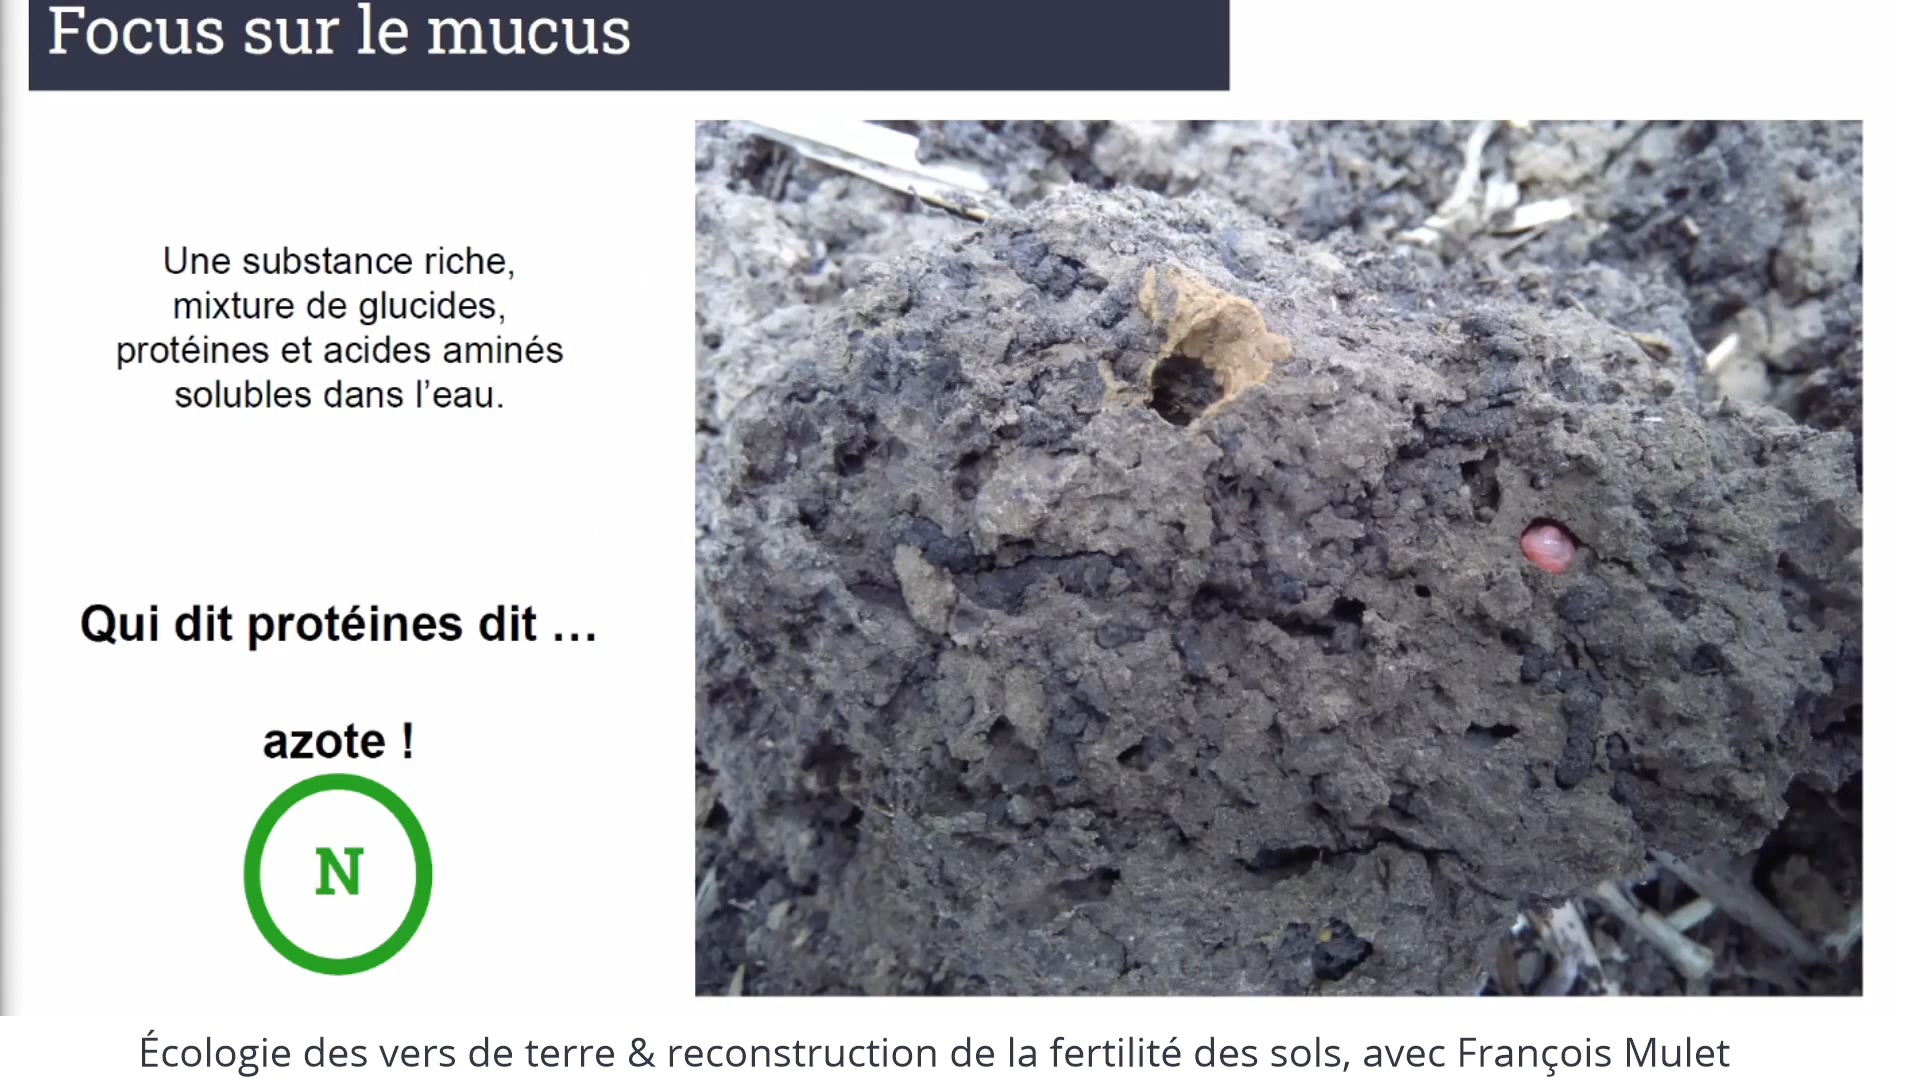 Focus sur le mucus
Une substance riche,
mixture de glucides,
protéines et acides aminés
solubles dans l’eau.
Qui dit protéines dit …
azote !
N
Écologie des vers de terre & reconstruction de la fertilité des sols, avec François Mulet